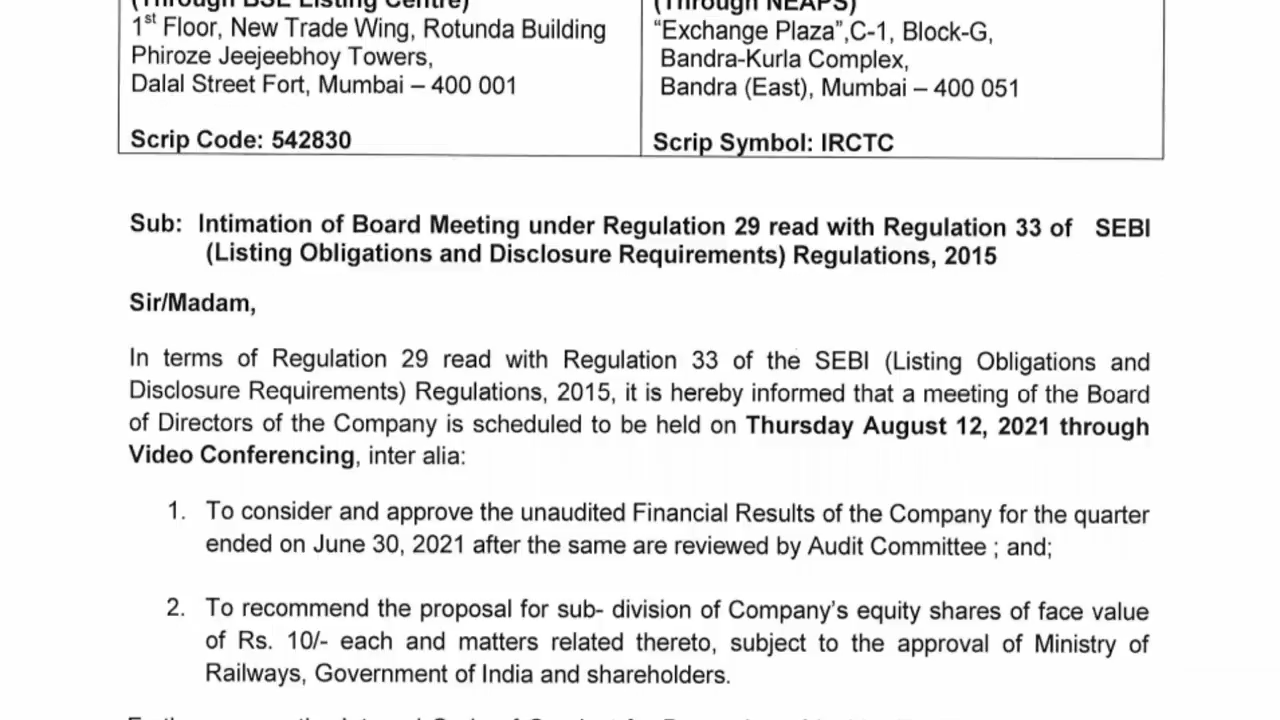 (Through BSE Listing Centre)
1st Floor, New Trade Wing, Rotunda Building
Phiroze Jeejeebhoy Towers,
Dalal Street Fort, Mumbai – 400 001
Scrip Code: 542830
(Through NEAPS)
“Exchange Plaza”,C-1, Block-G,
Bandra-Kurla Complex,
Bandra (East), Mumbai – 400 051
Scrip Symbol: IRCTC
Sub: Intimation of Board Meeting under Regulation 29 read with Regulation 33 of SEBI
(Listing Obligations and Disclosure Requirements) Regulations, 2015
Sir/Madam,
In terms of Regulation 29 read with Regulation 33 of the SEBI (Listing Obligations and
Disclosure Requirements) Regulations, 2015, it is hereby informed that a meeting of the Board
of Directors of the Company is scheduled to be held on Thursday August 12, 2021 through
Video Conferencing, inter alia:
1. To consider and approve the unaudited Financial Results of the Company for the quarter
ended on June 30, 2021 after the same are reviewed by Audit Committee ; and;
2. To recommend the proposal for sub- division of Company’s equity shares of face value
of Rs. 10/- each and matters related thereto, subject to the approval of Ministry of
Railways, Government of India and shareholders.